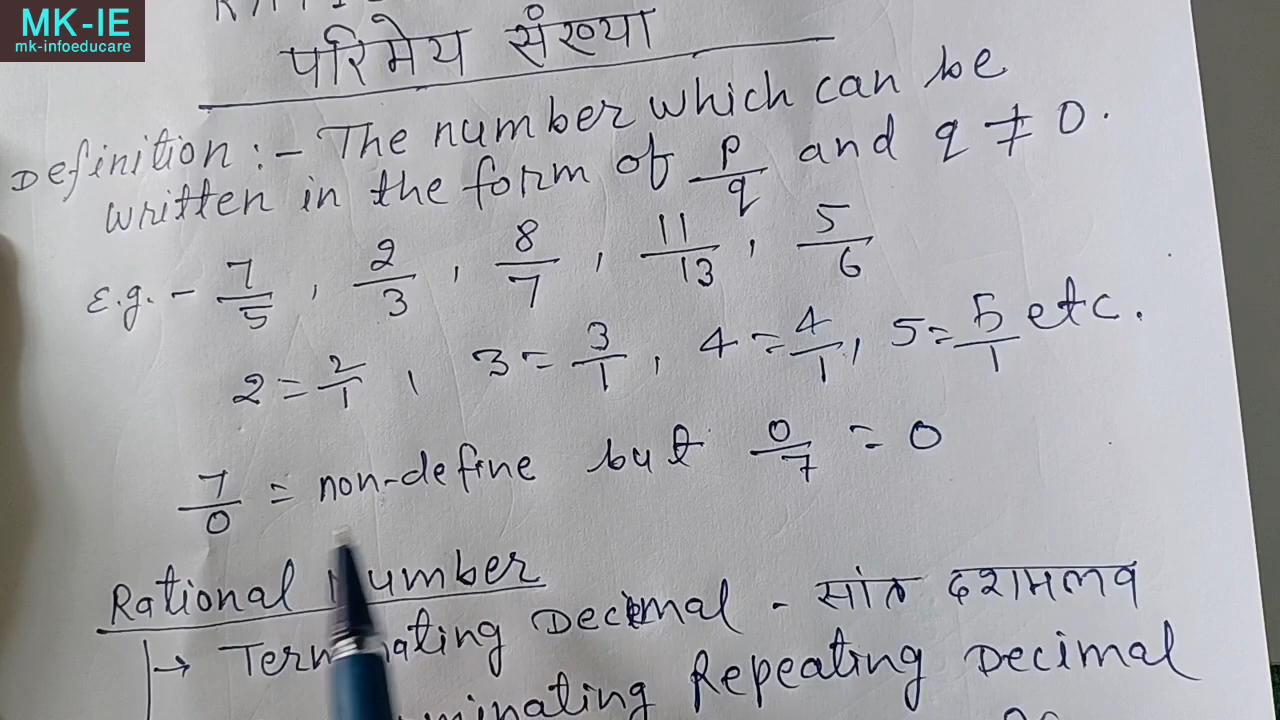 MK-IE
mk-infoeducare
परिमेय संख्या
Definition :- The number which can be
written in the form of p/q and q ≠ 0.
E.g. - 7/5, 2/3, 8/7, 11/13, 5/6
2 = 2/1, 3 = 3/1, 4 = 4/1, 5 = 5/1 etc.
7/0 = non-define but 0/7 = 0
Rational Number
→ Terminating Decimal - सांत दशमलव
Repeating Decimal